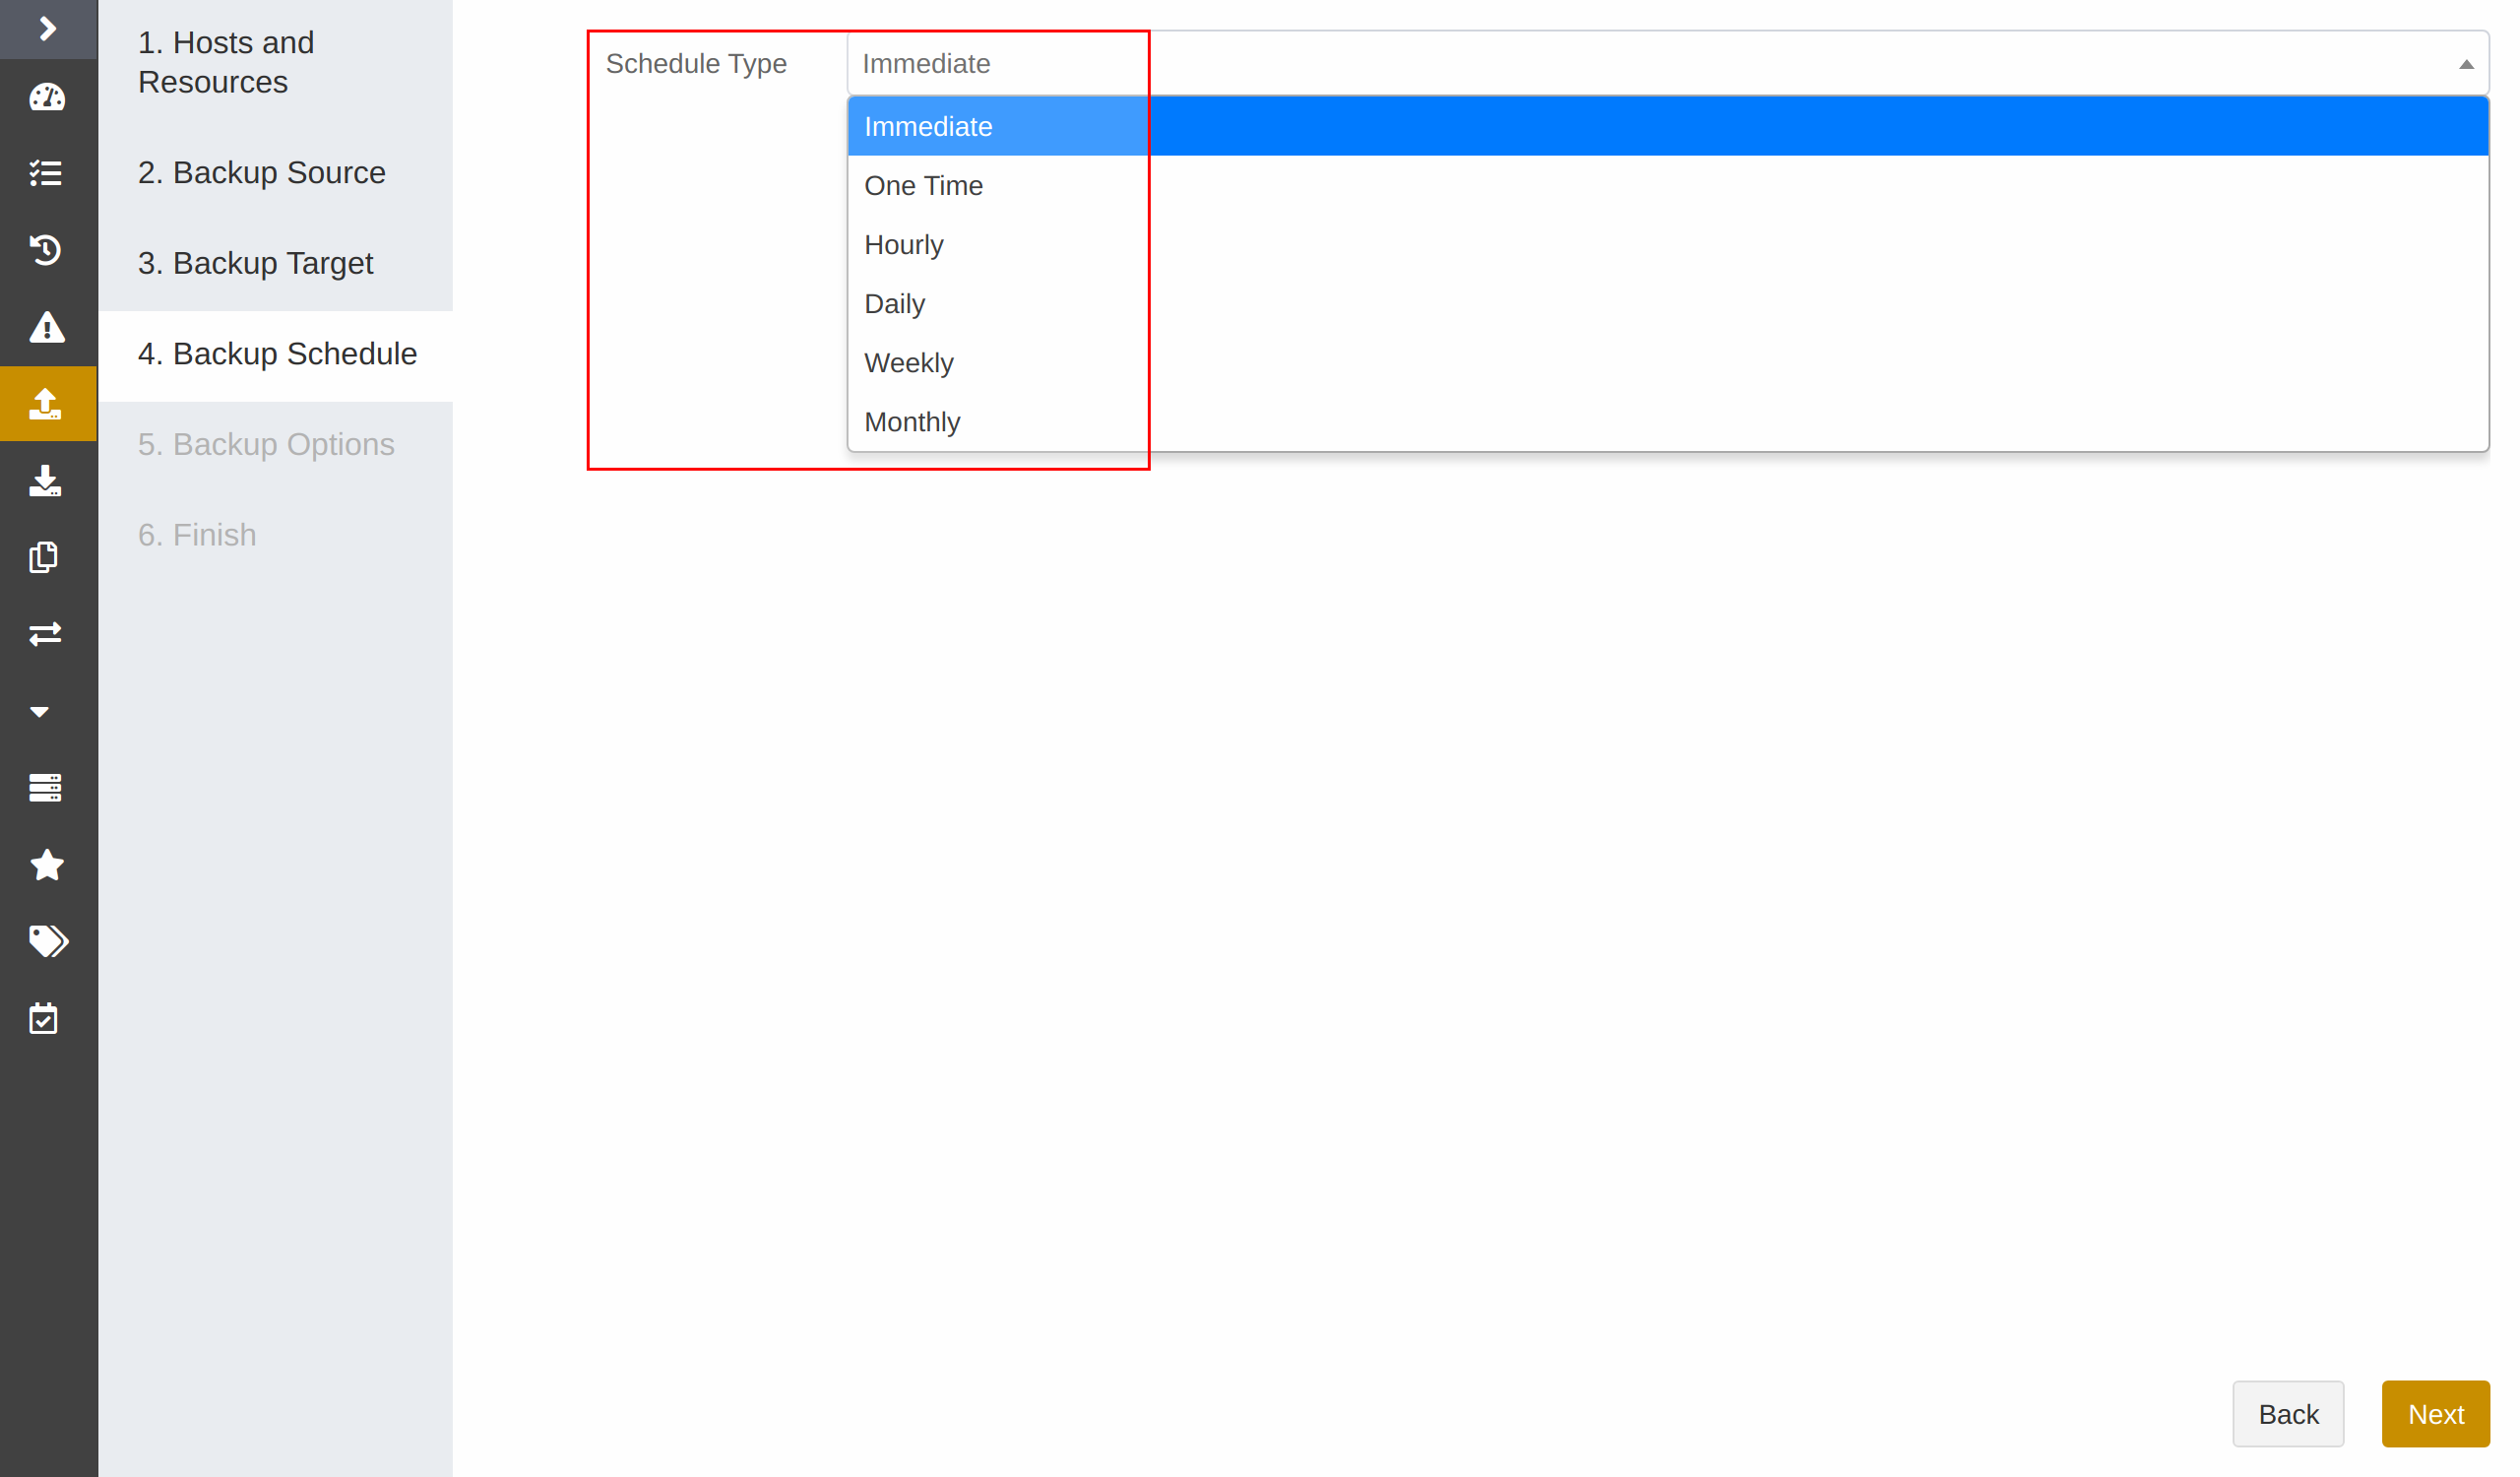 1. Hosts and
Resources
2. Backup Source
3. Backup Target
4. Backup Schedule
5. Backup Options
6. Finish
Schedule Type
Immediate
Immediate
One Time
Hourly
Daily
Weekly
Monthly
Back
Next